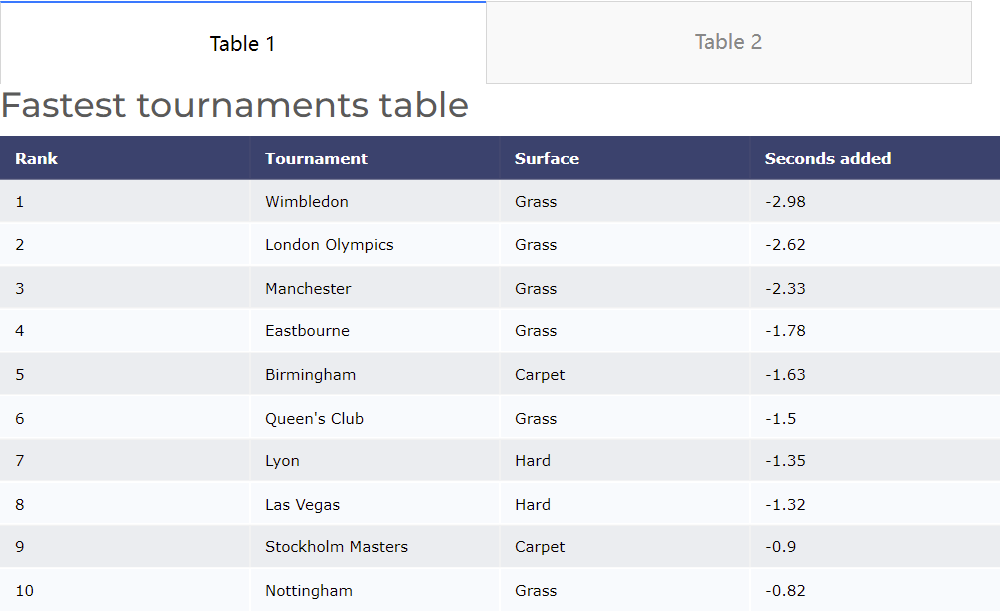 Table 1 Table 2
Fastest tournaments table
Rank Tournament Surface Seconds added
1 Wimbledon Grass -2.98
2 London Olympics Grass -2.62
3 Manchester Grass -2.33
4 Eastbourne Grass -1.78
5 Birmingham Carpet -1.63
6 Queen's Club Grass -1.5
7 Lyon Hard -1.35
8 Las Vegas Hard -1.32
9 Stockholm Masters Carpet -0.9
10 Nottingham Grass -0.82